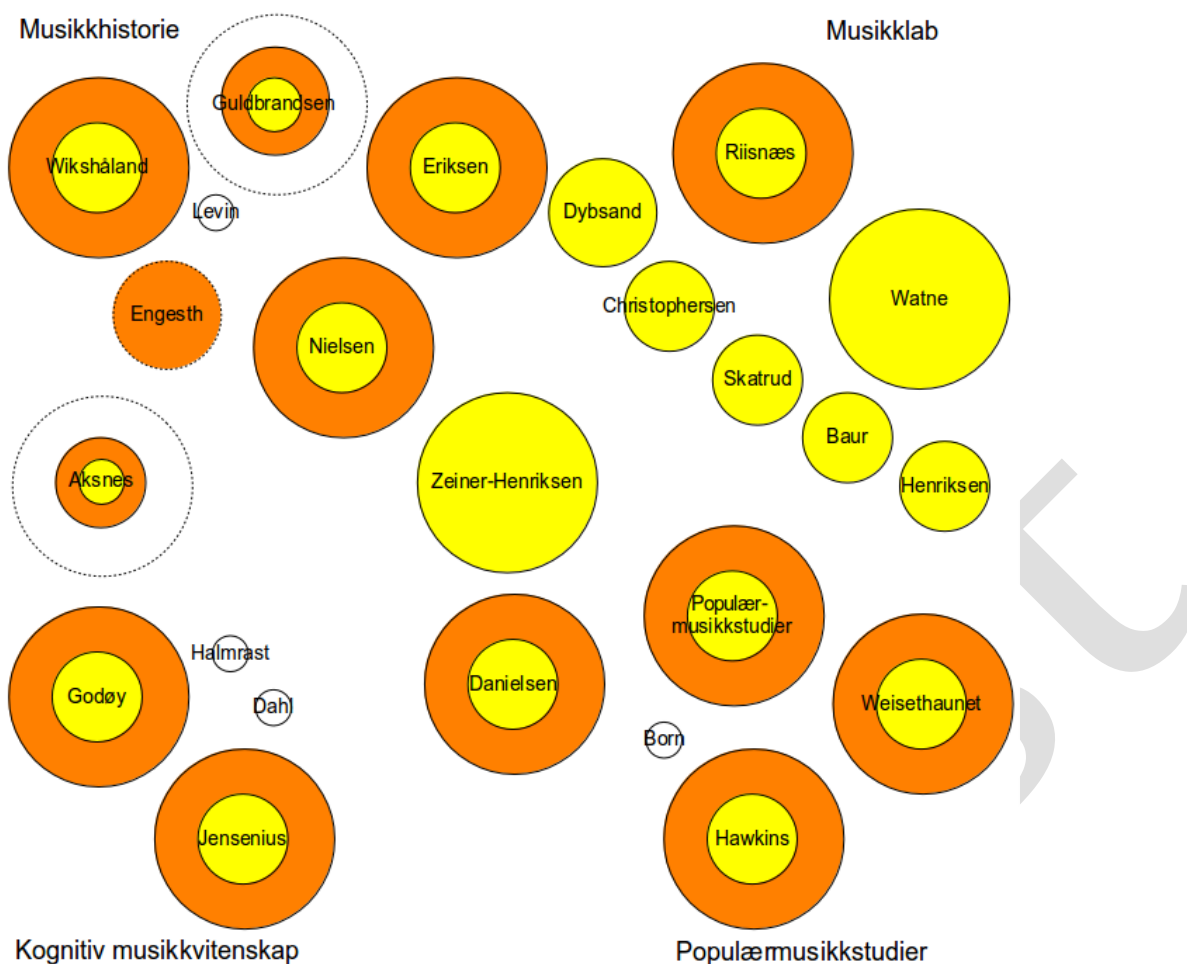 Musikkhistorie
Musikklab
Guldbrandsen
Wikshåland
Eriksen
Riisnæs
Levin
Dybsand
Engesth
Christophersen
Watne
Nielsen
Skatrud
Baur
Aksnes
Zeiner-Henriksen
Henriksen
Populær-
musikkstudier
Halmrast
Godøy
Danielsen
Weisethaunet
Dahl
Born
Jensenius
Hawkins
Kognitiv musikkvitenskap
Populærmusikkstudier